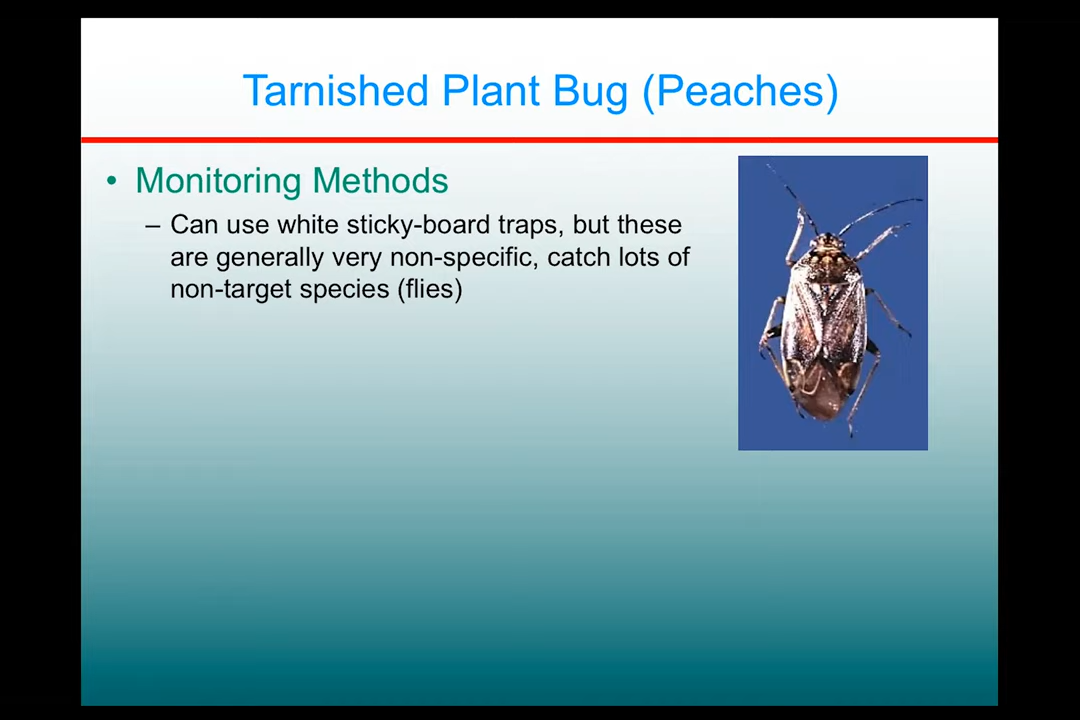 Tarnished Plant Bug (Peaches)
• Monitoring Methods
– Can use white sticky-board traps, but these
are generally very non-specific, catch lots of
non-target species (flies)